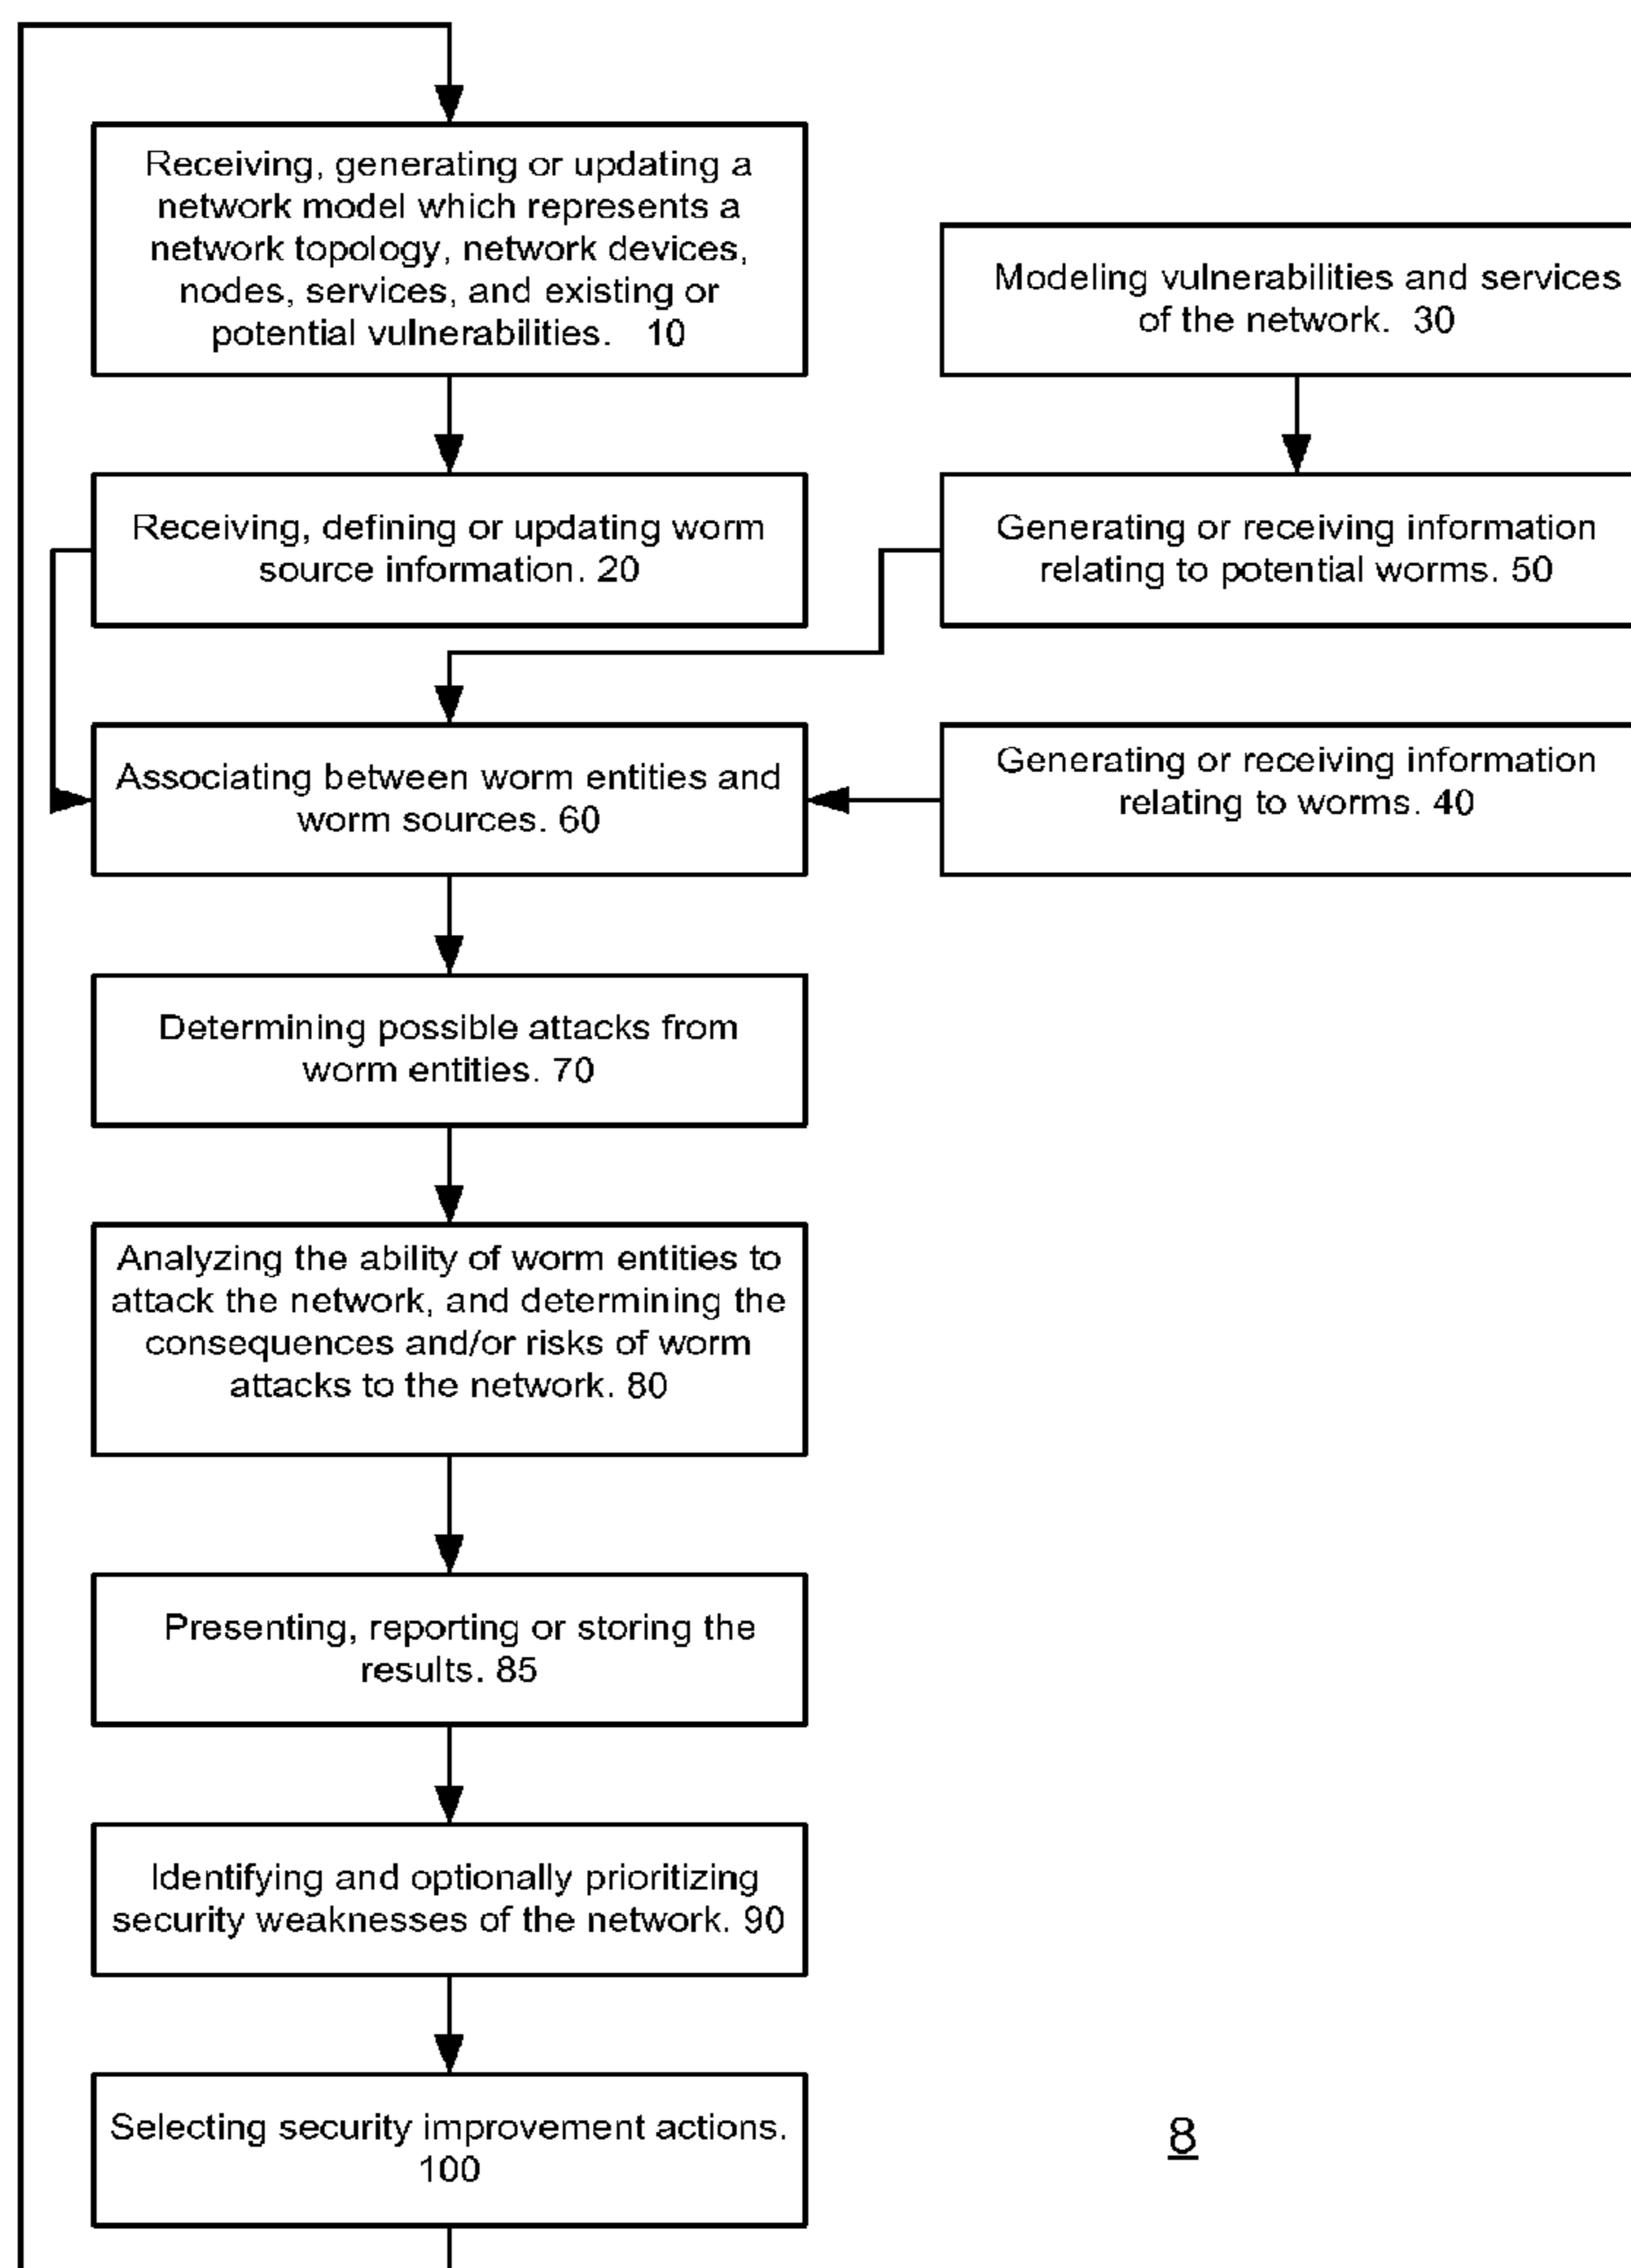 Receiving, generating or updating a
network model which represents a
network topology, network devices,
nodes, services, and existing or
potential vulnerabilities. 10
Modeling vulnerabilities and services
of the network. 30
Receiving, defining or updating worm
source information. 20
Generating or receiving information
relating to potential worms. 50
Associating between worm entities and
worm sources. 60
Generating or receiving information
relating to worms. 40
Determining possible attacks from
worm entities. 70
Analyzing the ability of worm entities to
attack the network, and determining the
consequences and/or risks of worm
attacks to the network. 80
Presenting, reporting or storing the
results. 85
Identifying and optionally prioritizing
security weaknesses of the network. 90
Selecting security improvement actions.
100
8